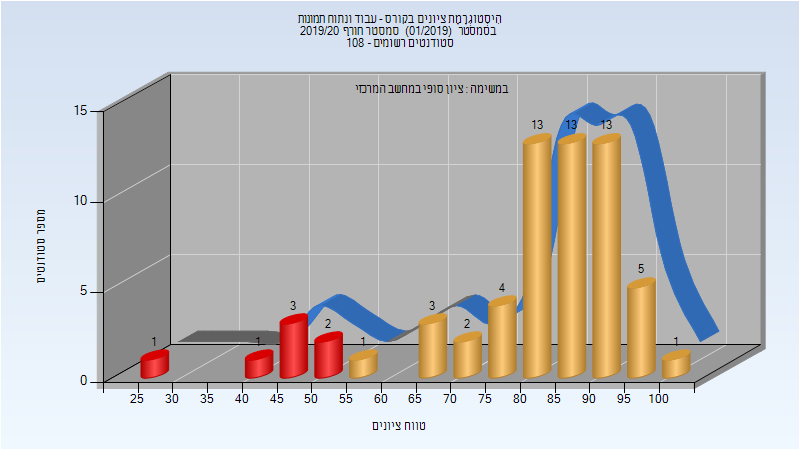 היסטוגרמת ציונים בקורס - עבוד ונתוח תמונות
בסמסטר (01/2019) סמסטר חורף 2019/20
סטודנטים רשומים - 108
במשימה : ציון סופי במחשב המרכזי
מספר סטודנטים
15
10
5
0
1
1
3
2
1
3
2
4
13
13
13
5
1
25 30 35 40 45 50 55 60 65 70 75 80 85 90 95 100
טווח ציונים